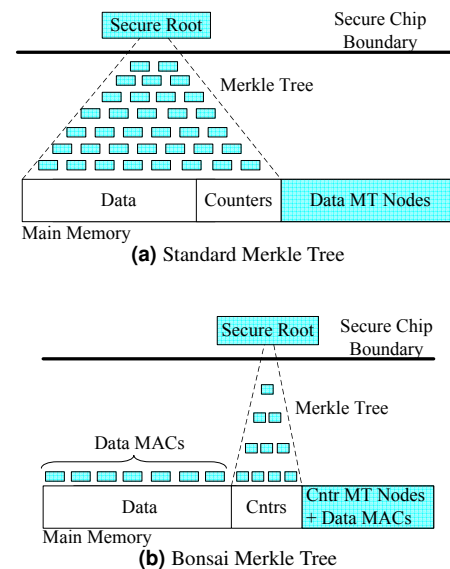 Secure Root
Secure Chip
Boundary
Merkle Tree
Data
Counters
Data MT Nodes
Main Memory
(a) Standard Merkle Tree
Secure Root
Secure Chip
Boundary
Merkle Tree
Data MACs
Data
Cntrs
Cntr MT Nodes
+ Data MACs
Main Memory
(b) Bonsai Merkle Tree